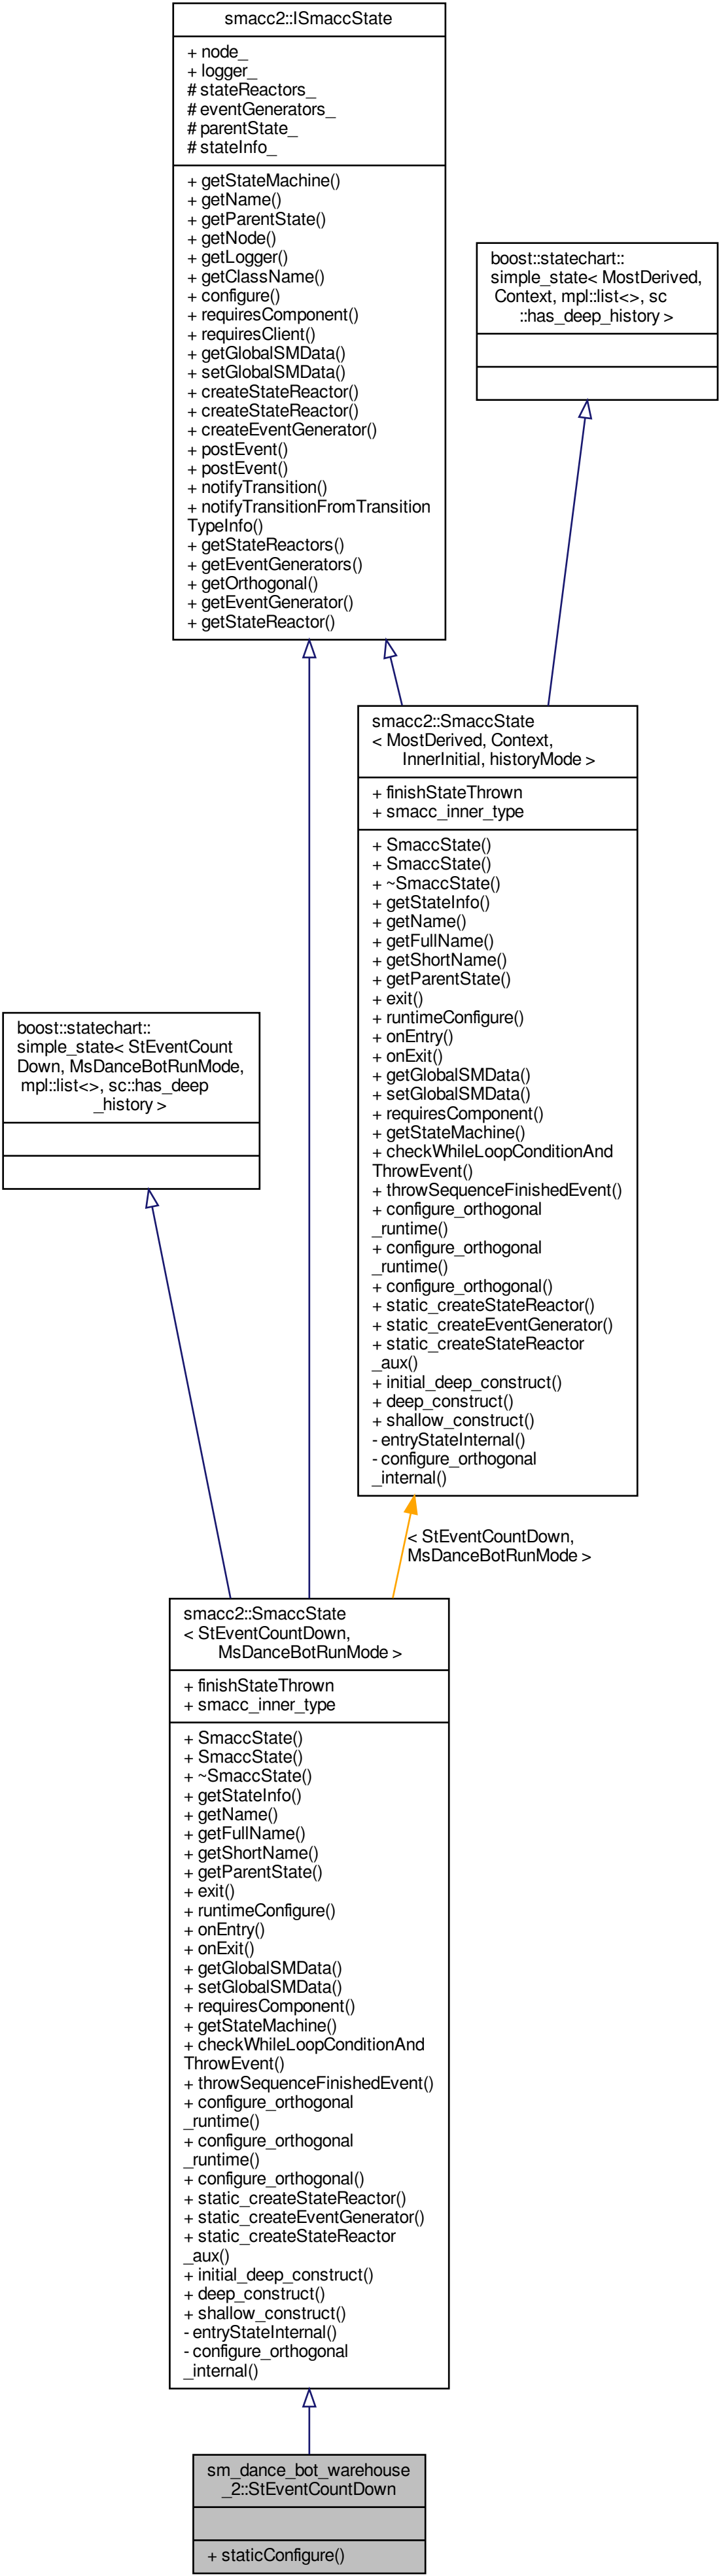 smacc2::ISmaccState
+ node_
+ logger_
# stateReactors_
# eventGenerators_
# parentState_
# stateInfo_
+ getStateMachine()
+ getName()
+ getParentState()
+ getNode()
+ getLogger()
+ getClassName()
+ configure()
+ requiresComponent()
+ requiresClient()
+ getGlobalSMData()
+ setGlobalSMData()
+ createStateReactor()
+ createStateReactor()
+ createEventGenerator()
+ postEvent()
+ postEvent()
+ notifyTransition()
+ notifyTransitionFromTransition
TypeInfo()
+ getStateReactors()
+ getEventGenerators()
+ getOrthogonal()
+ getEventGenerator()
+ getStateReactor()
boost::statechart::
simple_state< MostDerived,
Context, mpl::list<>, sc
::has_deep_history >
smacc2::SmaccState
< MostDerived, Context,
InnerInitial, historyMode >
+ finishStateThrown
+ smacc_inner_type
+ SmaccState()
+ SmaccState()
+ ~SmaccState()
+ getStateInfo()
+ getName()
+ getFullName()
+ getShortName()
+ getParentState()
+ exit()
+ runtimeConfigure()
+ onEntry()
+ onExit()
+ getGlobalSMData()
+ setGlobalSMData()
+ requiresComponent()
+ getStateMachine()
+ checkWhileLoopConditionAnd
ThrowEvent()
+ throwSequenceFinishedEvent()
+ configure_orthogonal
_runtime()
+ configure_orthogonal
_runtime()
+ configure_orthogonal()
+ static_createStateReactor()
+ static_createEventGenerator()
+ static_createStateReactor
_aux()
+ initial_deep_construct()
+ deep_construct()
+ shallow_construct()
- entryStateInternal()
- configure_orthogonal
_internal()
boost::statechart::
simple_state< StEventCount
Down, MsDanceBotRunMode,
mpl::list<>, sc::has_deep
_history >
< StEventCountDown,
MsDanceBotRunMode >
smacc2::SmaccState
< StEventCountDown,
MsDanceBotRunMode >
+ finishStateThrown
+ smacc_inner_type
+ SmaccState()
+ SmaccState()
+ ~SmaccState()
+ getStateInfo()
+ getName()
+ getFullName()
+ getShortName()
+ getParentState()
+ exit()
+ runtimeConfigure()
+ onEntry()
+ onExit()
+ getGlobalSMData()
+ setGlobalSMData()
+ requiresComponent()
+ getStateMachine()
+ checkWhileLoopConditionAnd
ThrowEvent()
+ throwSequenceFinishedEvent()
+ configure_orthogonal
_runtime()
+ configure_orthogonal
_runtime()
+ configure_orthogonal()
+ static_createStateReactor()
+ static_createEventGenerator()
+ static_createStateReactor
_aux()
+ initial_deep_construct()
+ deep_construct()
+ shallow_construct()
- entryStateInternal()
- configure_orthogonal
_internal()
sm_dance_bot_warehouse
_2::StEventCountDown
+ staticConfigure()